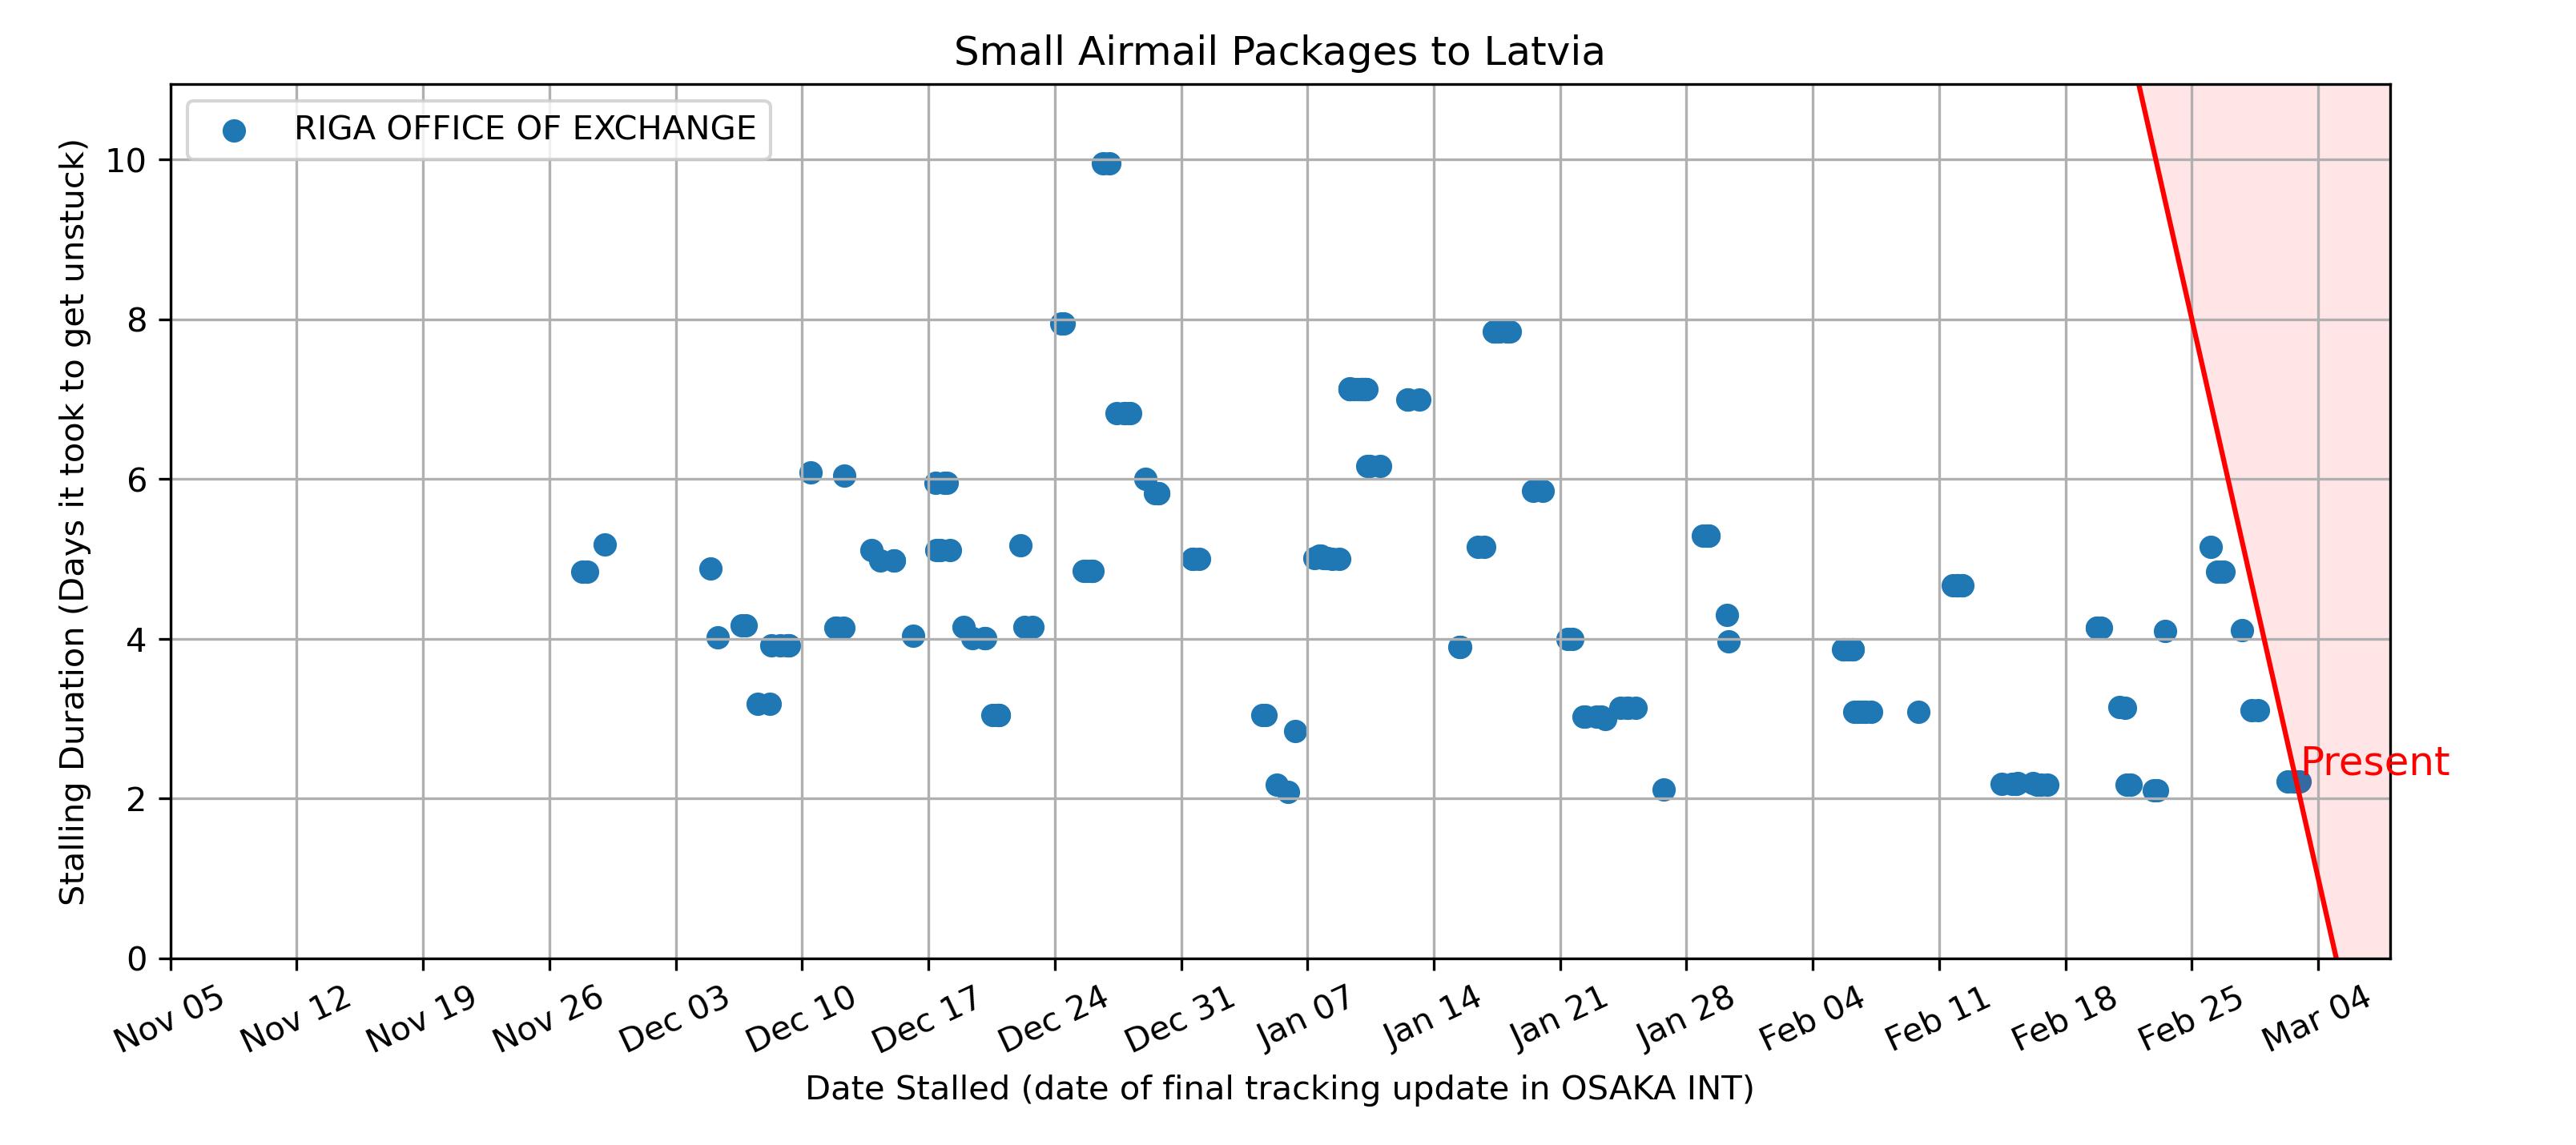 Small Airmail Packages to Latvia
RIGA OFFICE OF EXCHANGE
Stalling Duration (Days it took to get unstuck)
10
8
6
4
2
0
Present
Nov 05
Nov 12
Nov 19
Nov 26
Dec 03
Dec 10
Dec 17
Dec 24
Dec 31
Jan 07
Jan 14
Jan 21
Jan 28
Feb 04
Feb 11
Feb 18
Feb 25
Mar 04
Date Stalled (date of final tracking update in OSAKA INT)